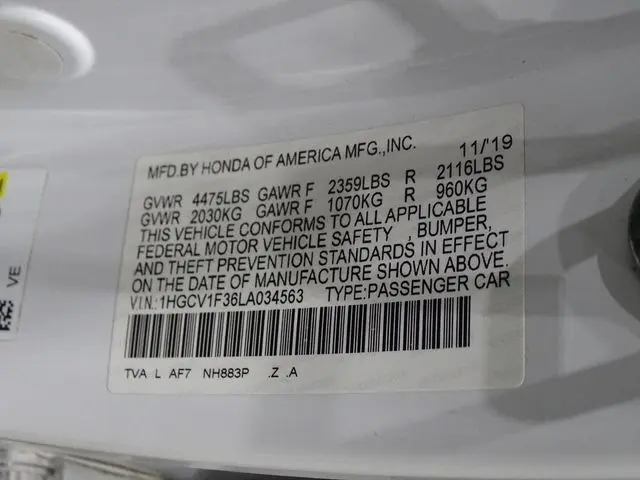 MFD.BY HONDA OF AMERICA MFG.,INC. 11/'19
GVWR 4475LBS GAWR F 2359LBS R 2116LBS
GVWR 2030KG GAWR F 1070KG R 960KG
THIS VEHICLE CONFORMS TO ALL APPLICABLE
FEDERAL MOTOR VEHICLE SAFETY , BUMPER,
AND THEFT PREVENTION STANDARDS IN EFFECT
ON THE DATE OF MANUFACTURE SHOWN ABOVE.
V.I.N.:1HGCV1F36LA034563 TYPE:PASSENGER CAR
TVA L AF7 NH883P .Z .A
VE